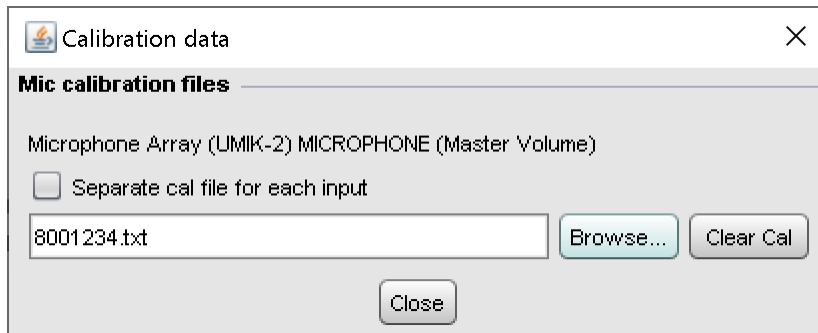 Calibration data
Mic calibration files
Microphone Array (UMIK-2) MICROPHONE (Master Volume)
Separate cal file for each input
8001234.txt Browse... Clear Cal
Close